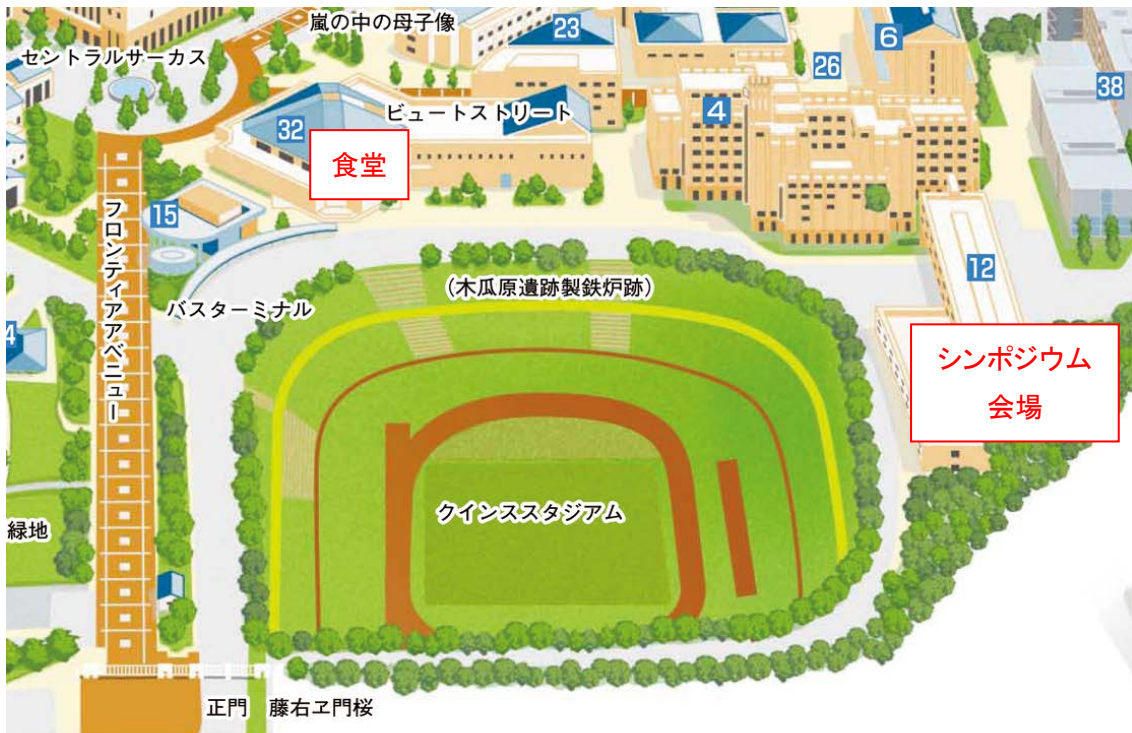 嵐の中の母子像
23
6
セントラルサーカス
26
38
ビュートストリート
4
32
食堂
フロンティアアベニュー
15
12
(木瓜原遺跡製鉄炉跡)
バスターミナル
4
シンポジウム
会場
クインススタジアム
緑地
正門
藤右ヱ門桜